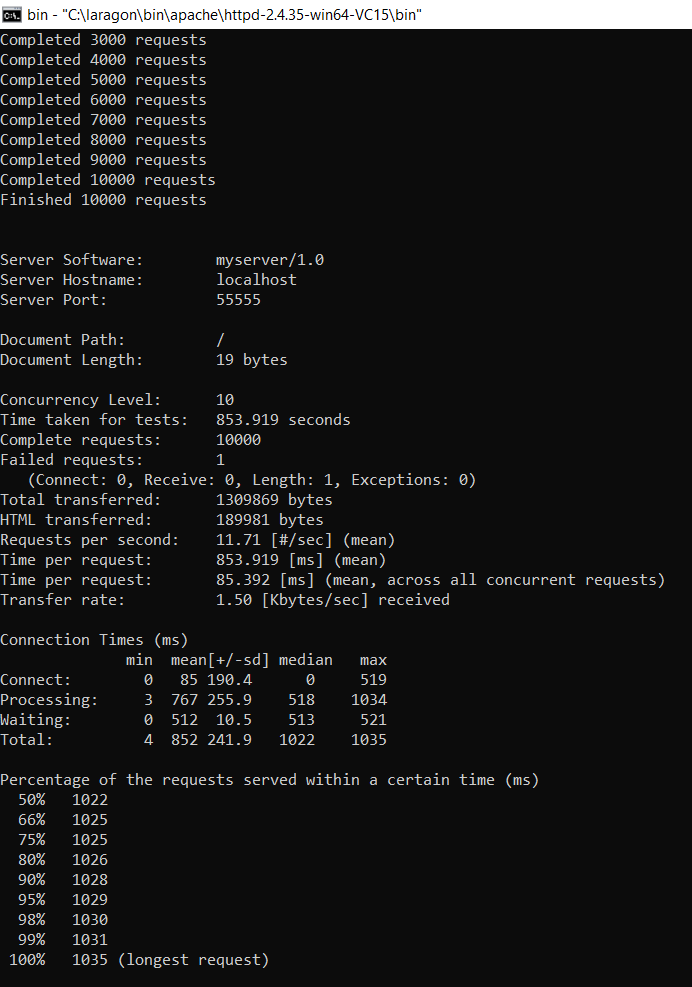 bin - "C:\laragon\bin\apache\httpd-2.4.35-win64-VC15\bin"
Completed 3000 requests
Completed 4000 requests
Completed 5000 requests
Completed 6000 requests
Completed 7000 requests
Completed 8000 requests
Completed 9000 requests
Completed 10000 requests
Finished 10000 requests
Server Software:        myserver/1.0
Server Hostname:        localhost
Server Port:            55555
Document Path:          /
Document Length:        19 bytes
Concurrency Level:      10
Time taken for tests:   853.919 seconds
Complete requests:      10000
Failed requests:        1
   (Connect: 0, Receive: 0, Length: 1, Exceptions: 0)
Total transferred:      1309869 bytes
HTML transferred:       189981 bytes
Requests per second:    11.71 [#/sec] (mean)
Time per request:       853.919 [ms] (mean)
Time per request:       85.392 [ms] (mean, across all concurrent requests)
Transfer rate:          1.50 [Kbytes/sec] received
Connection Times (ms)
              min  mean[+/-sd] median   max
Connect:        0   85 190.4      0     519
Processing:     3  767 255.9    518    1034
Waiting:        0  512  10.5    513     521
Total:          4  852 241.9   1022    1035
Percentage of the requests served within a certain time (ms)
  50%   1022
  66%   1025
  75%   1025
  80%   1026
  90%   1028
  95%   1029
  98%   1030
  99%   1031
 100%   1035 (longest request)